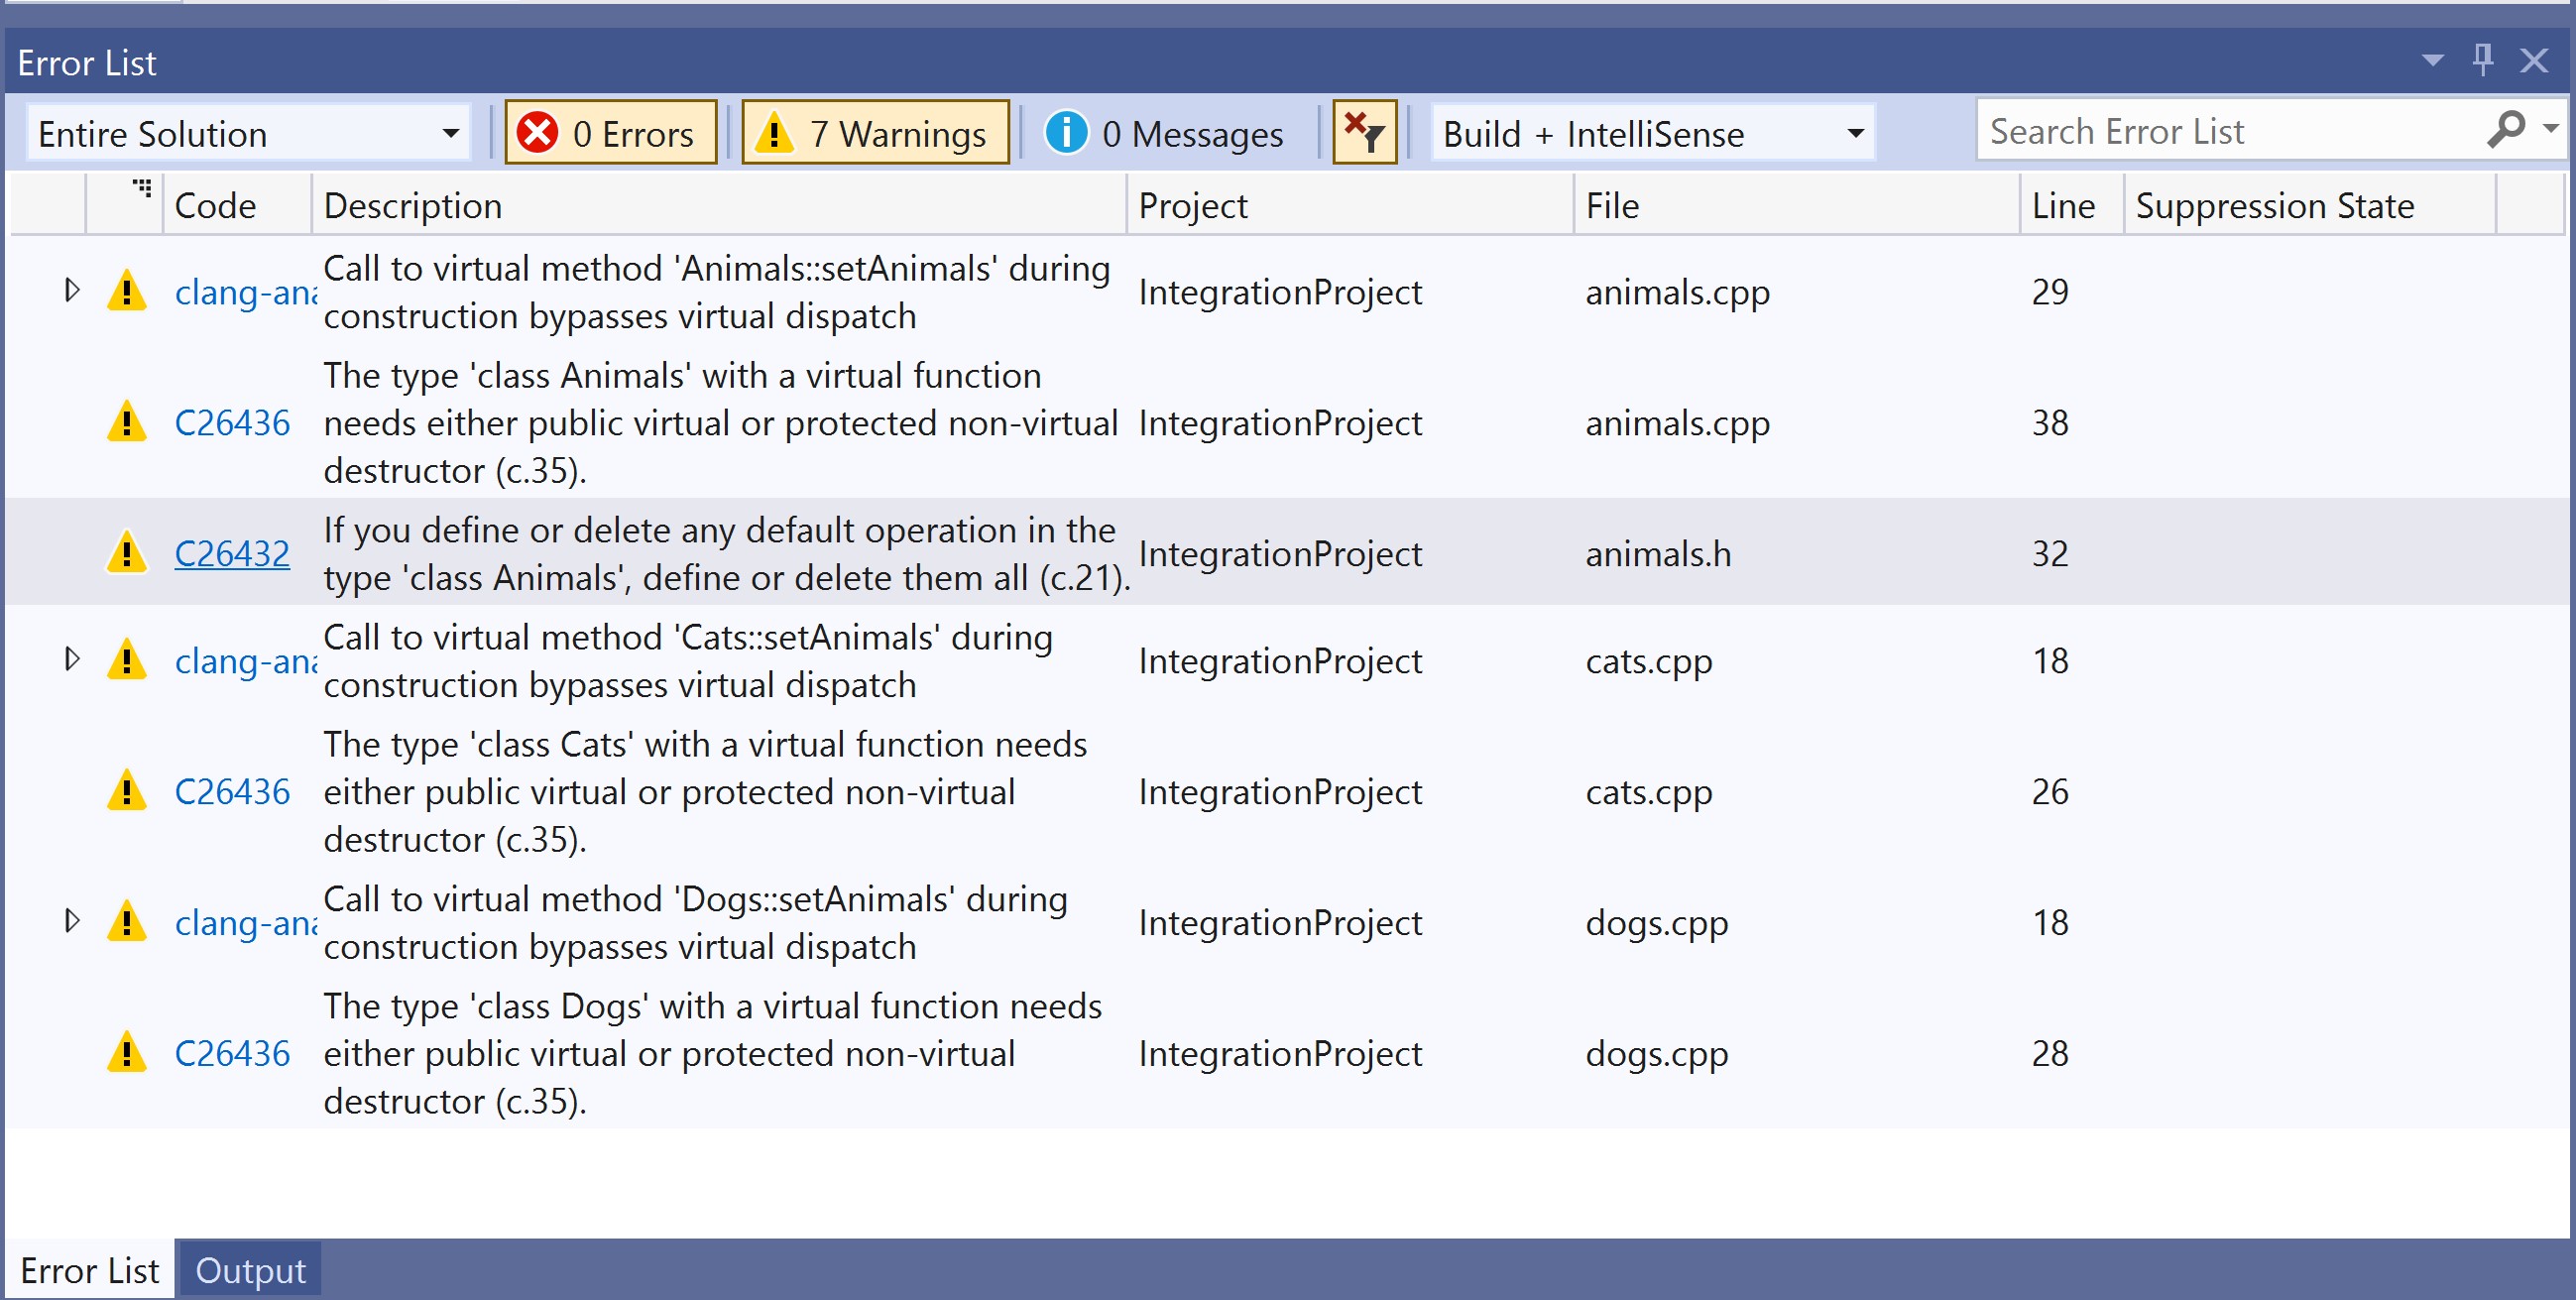 Error List
Entire Solution 0 Errors 7 Warnings 0 Messages Build + IntelliSense Search Error List
Code Description Project File Line Suppression State
Call to virtual method 'Animals::setAnimals' during
clang-ana IntegrationProject animals.cpp 29
construction bypasses virtual dispatch
The type 'class Animals' with a virtual function
C26436 needs either public virtual or protected non-virtual IntegrationProject animals.cpp 38
destructor (c.35).
If you define or delete any default operation in the
C26432 IntegrationProject animals.h 32
type 'class Animals', define or delete them all (c.21).
Call to virtual method 'Cats::setAnimals' during
clang-ana IntegrationProject cats.cpp 18
construction bypasses virtual dispatch
The type 'class Cats' with a virtual function needs
C26436 either public virtual or protected non-virtual IntegrationProject cats.cpp 26
destructor (c.35).
Call to virtual method 'Dogs::setAnimals' during
clang-ana IntegrationProject dogs.cpp 18
construction bypasses virtual dispatch
The type 'class Dogs' with a virtual function needs
C26436 either public virtual or protected non-virtual IntegrationProject dogs.cpp 28
destructor (c.35).
Error List Output